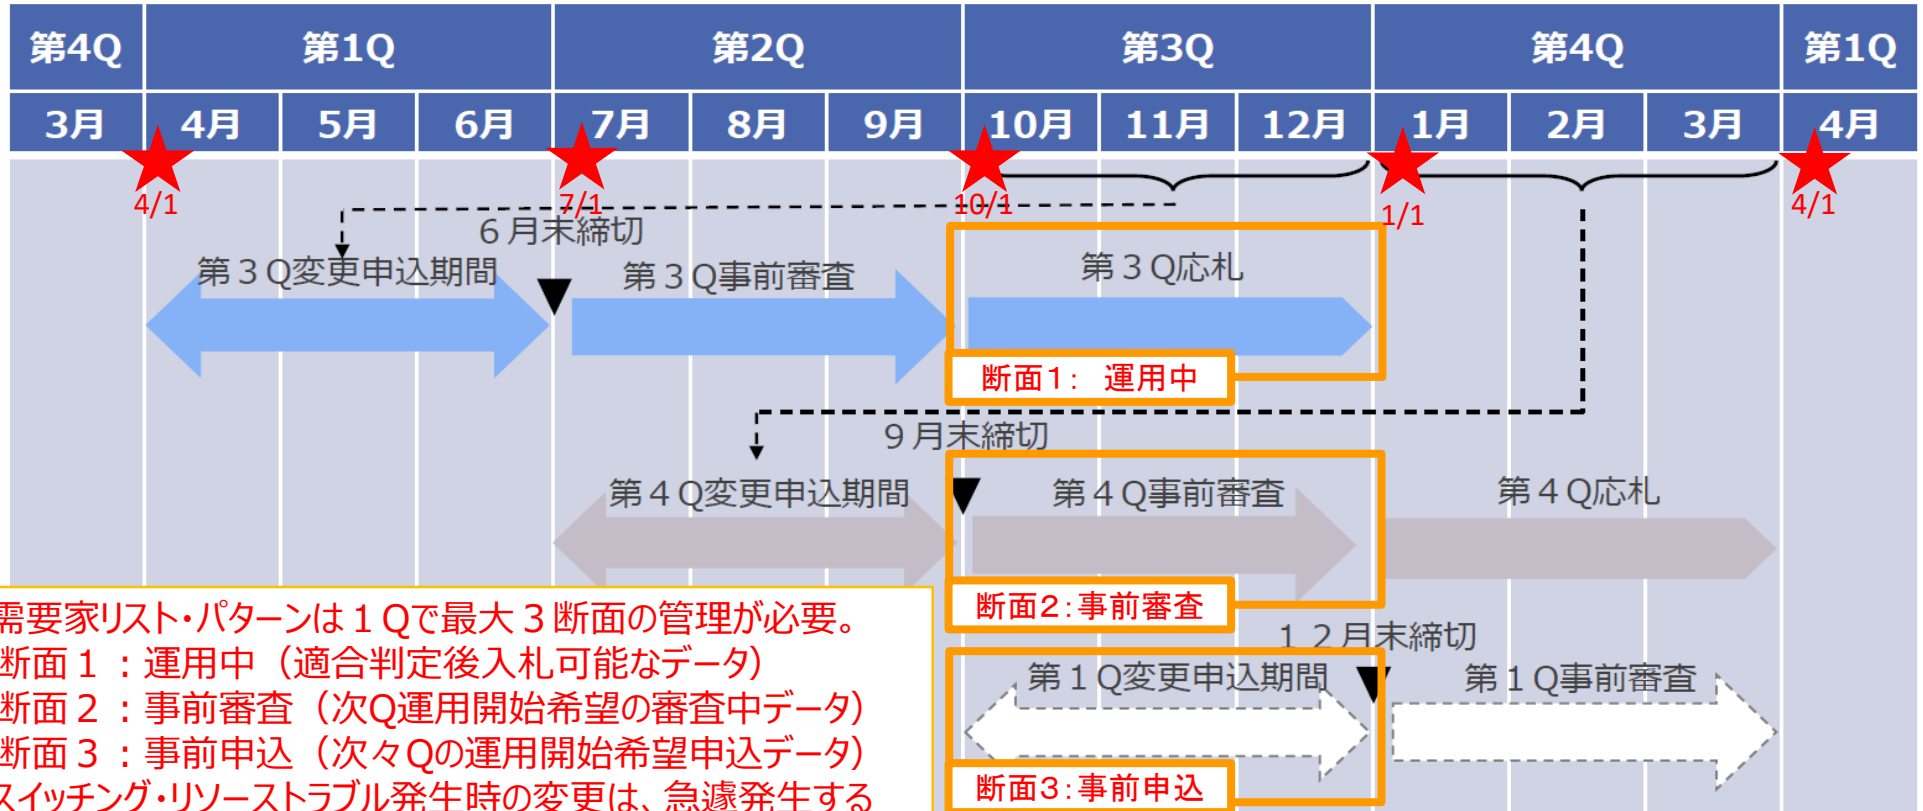 第4Q 第1Q 第2Q 第3Q 第4Q 第1Q
3月 4月 5月 6月 7月 8月 9月 10月 11月 12月 1月 2月 3月 4月
4/1 7/1 10/1 1/1 4/1
６月末締切
第３Q変更申込期間 第３Q事前審査 第３Q応札
断面1: 運用中
９月末締切
第４Q変更申込期間 第４Q事前審査 第４Q応札
断面2:事前審査
１２月末締切
第１Q変更申込期間 第１Q事前審査
断面3:事前申込
需要家リスト・パターンは１Qで最大３断面の管理が必要。
断面１：運用中（適合判定後入札可能なデータ）
断面２：事前審査（次Q運用開始希望の審査中データ）
断面３：事前申込（次々Qの運用開始希望申込データ）
スイッチング・リソーストラブル発生時の変更は、急遽発生する